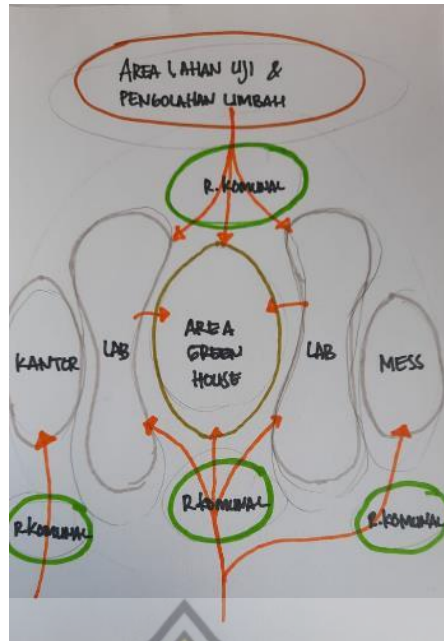 AREA LAHAN UJI &
PENGOLAHAN LIMBAH
R. KOMUNAL
KANTOR
LAB
AREA
GREEN
HOUSE
LAB
MESS
R.KOMUNAL
R.KOMUNAL
R.KOMUNAL